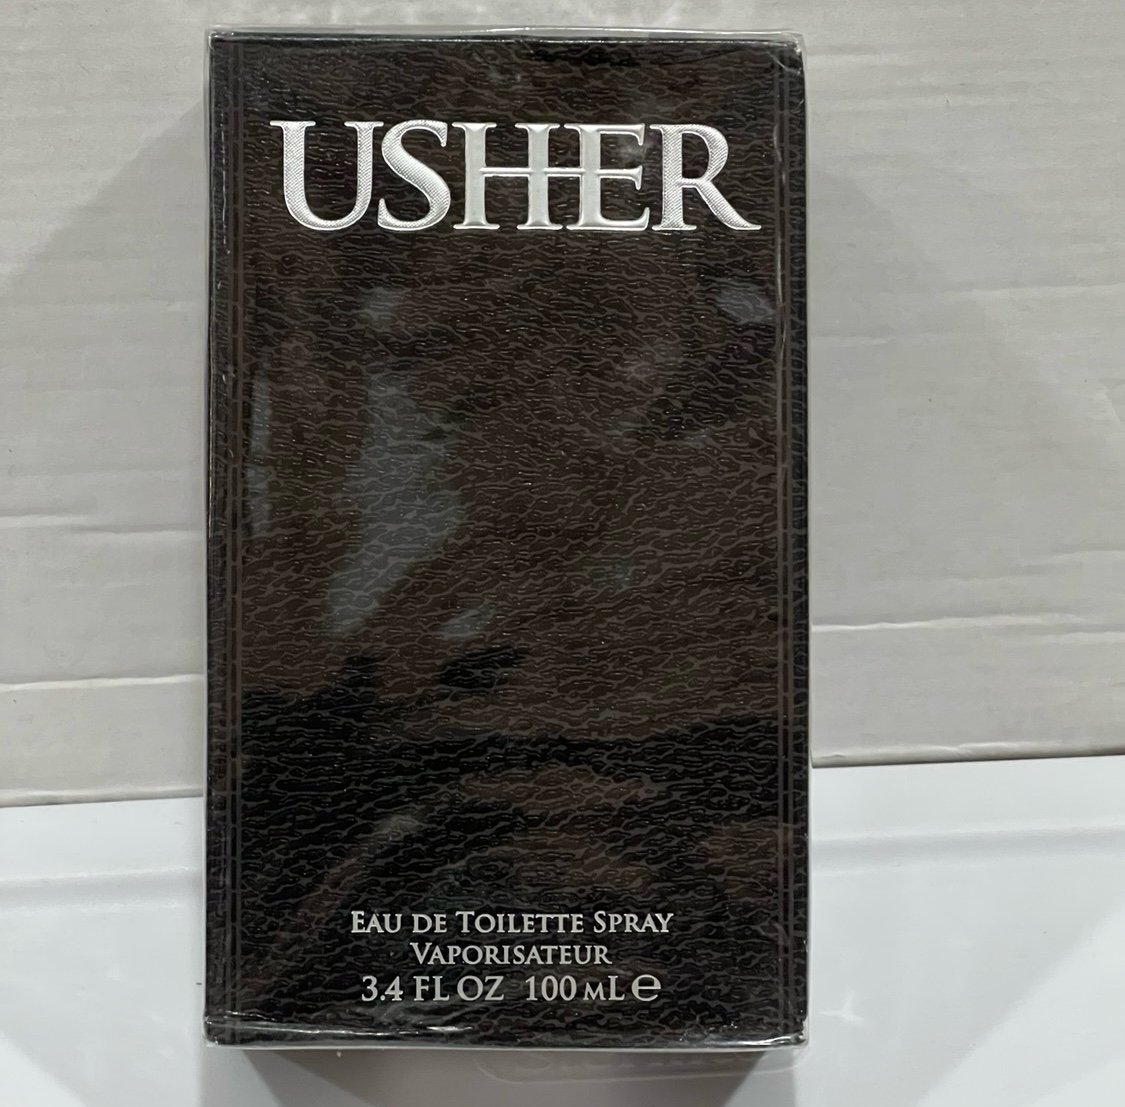 USHER
EAU DE TOILETTE SPRAY
VAPORISATEUR
3.4 FL OZ 100 ML ℮